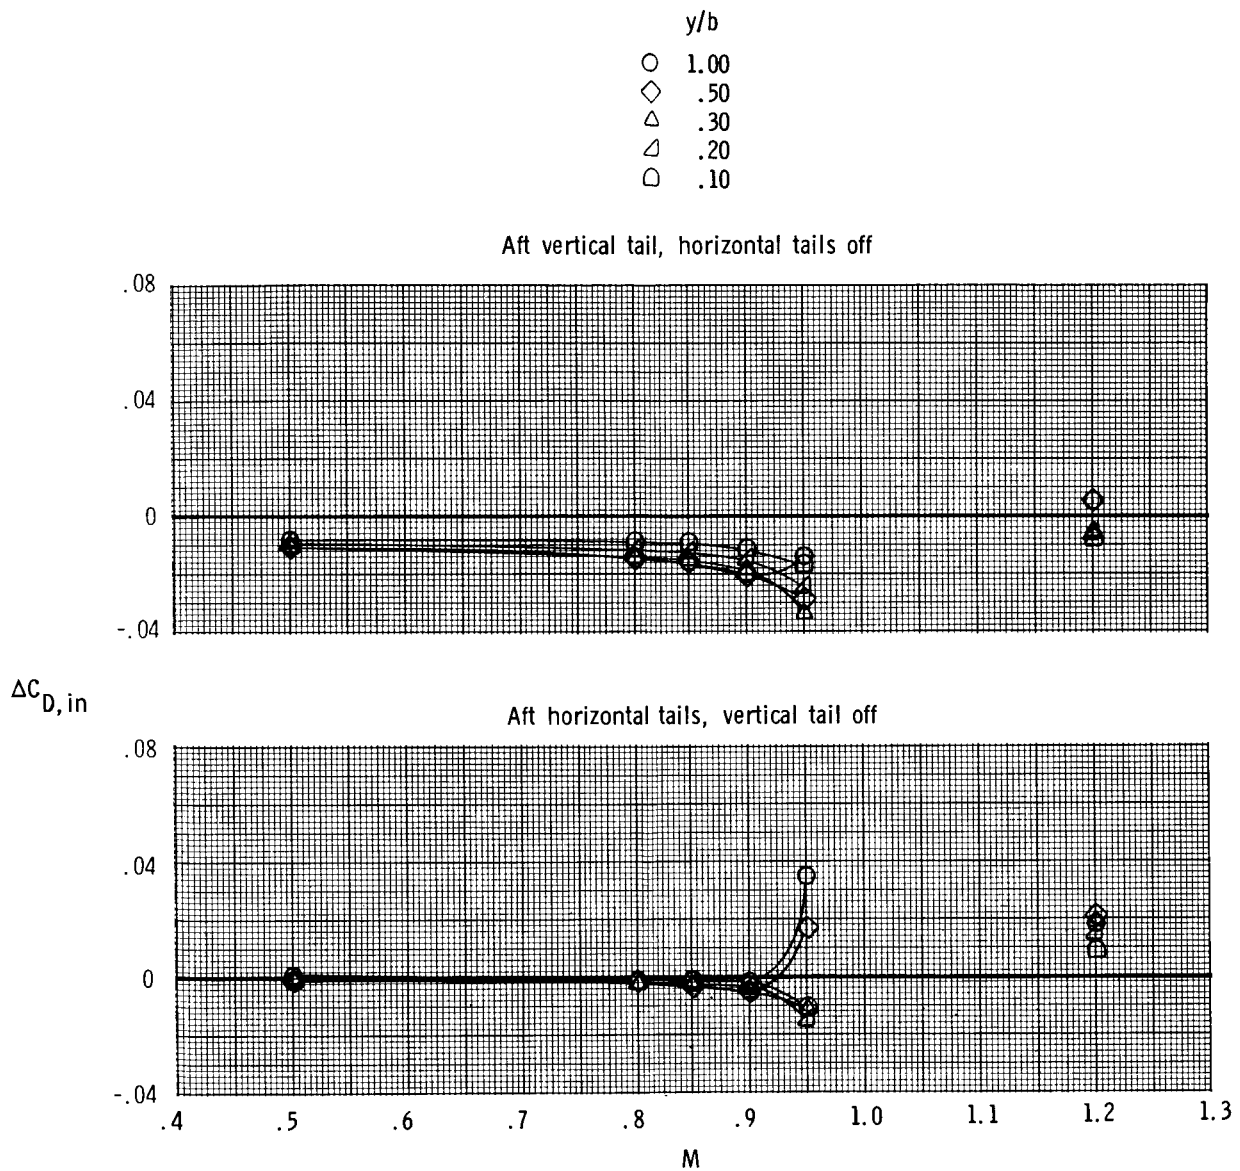 y/b
1.00
.50
.30
.20
.10
Aft vertical tail, horizontal tails off
.08
.04
0
-.04
ΔC_D, in
Aft horizontal tails, vertical tail off
.08
.04
0
-.04
.4 .5 .6 .7 .8 .9 1.0 1.1 1.2 1.3
M